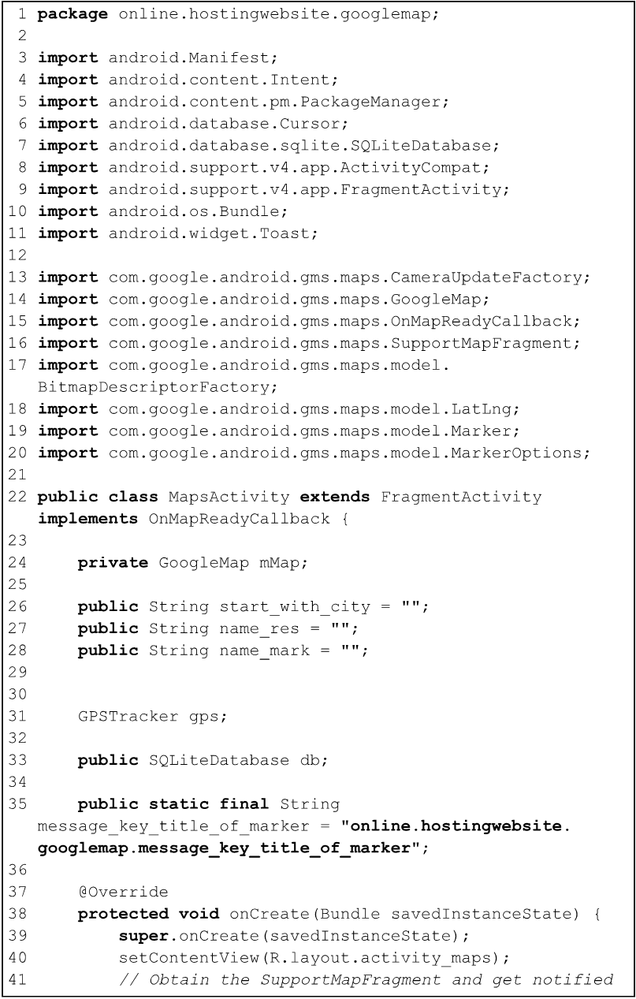 1 package online.hostingwebsite.googlemap;
2
3 import android.Manifest;
4 import android.content.Intent;
5 import android.content.pm.PackageManager;
6 import android.database.Cursor;
7 import android.database.sqlite.SQLiteDatabase;
8 import android.support.v4.app.ActivityCompat;
9 import android.support.v4.app.FragmentActivity;
10 import android.os.Bundle;
11 import android.widget.Toast;
12
13 import com.google.android.gms.maps.CameraUpdateFactory;
14 import com.google.android.gms.maps.GoogleMap;
15 import com.google.android.gms.maps.OnMapReadyCallback;
16 import com.google.android.gms.maps.SupportMapFragment;
17 import com.google.android.gms.maps.model.
BitmapDescriptorFactory;
18 import com.google.android.gms.maps.model.LatLng;
19 import com.google.android.gms.maps.model.Marker;
20 import com.google.android.gms.maps.model.MarkerOptions;
21
22 public class MapsActivity extends FragmentActivity
implements OnMapReadyCallback {
23
24     private GoogleMap mMap;
25
26     public String start_with_city = "";
27     public String name_res = "";
28     public String name_mark = "";
29
30
31     GPSTracker gps;
32
33     public SQLiteDatabase db;
34
35     public static final String
message_key_title_of_marker = "online.hostingwebsite.
googlemap.message_key_title_of_marker";
36
37     @Override
38     protected void onCreate(Bundle savedInstanceState) {
39         super.onCreate(savedInstanceState);
40         setContentView(R.layout.activity_maps);
41         // Obtain the SupportMapFragment and get notified